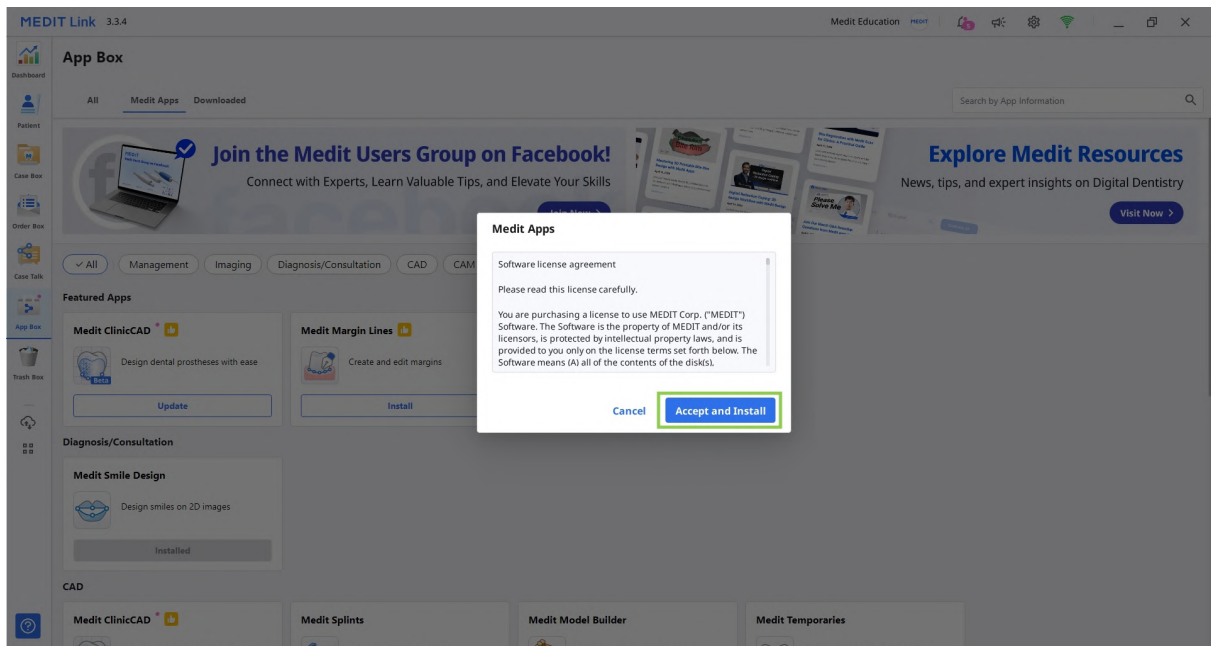 MEDIT Link 3.3.4
Medit Education MEDIT
5
Dashboard
Patient
Case Box
Order Box
Case Talk
App Box
Trash Box
App Box
All Medit Apps Downloaded
Search by App Information
Join the Medit Users Group on Facebook!
Connect with Experts, Learn Valuable Tips, and Elevate Your Skills
Join Now >
Explore Medit Resources
News, tips, and expert insights on Digital Dentistry
Please
Solve Me
Visit Now >
All Management Imaging Diagnosis/Consultation CAD CAM
Featured Apps
Medit ClinicCAD
Beta
Design dental prostheses with ease
Update
Medit Margin Lines
Create and edit margins
Install
Medit Apps
Software license agreement
Please read this license carefully.
You are purchasing a license to use MEDIT Corp. ("MEDIT")
Software. The Software is the property of MEDIT and/or its
licensors, is protected by intellectual property laws, and is
provided to you only on the license terms set forth below. The
Software means (A) all of the contents of the disk(s),
Cancel Accept and Install
Diagnosis/Consultation
Medit Smile Design
Design smiles on 2D images
Installed
CAD
Medit ClinicCAD Medit Splints Medit Model Builder Medit Temporaries